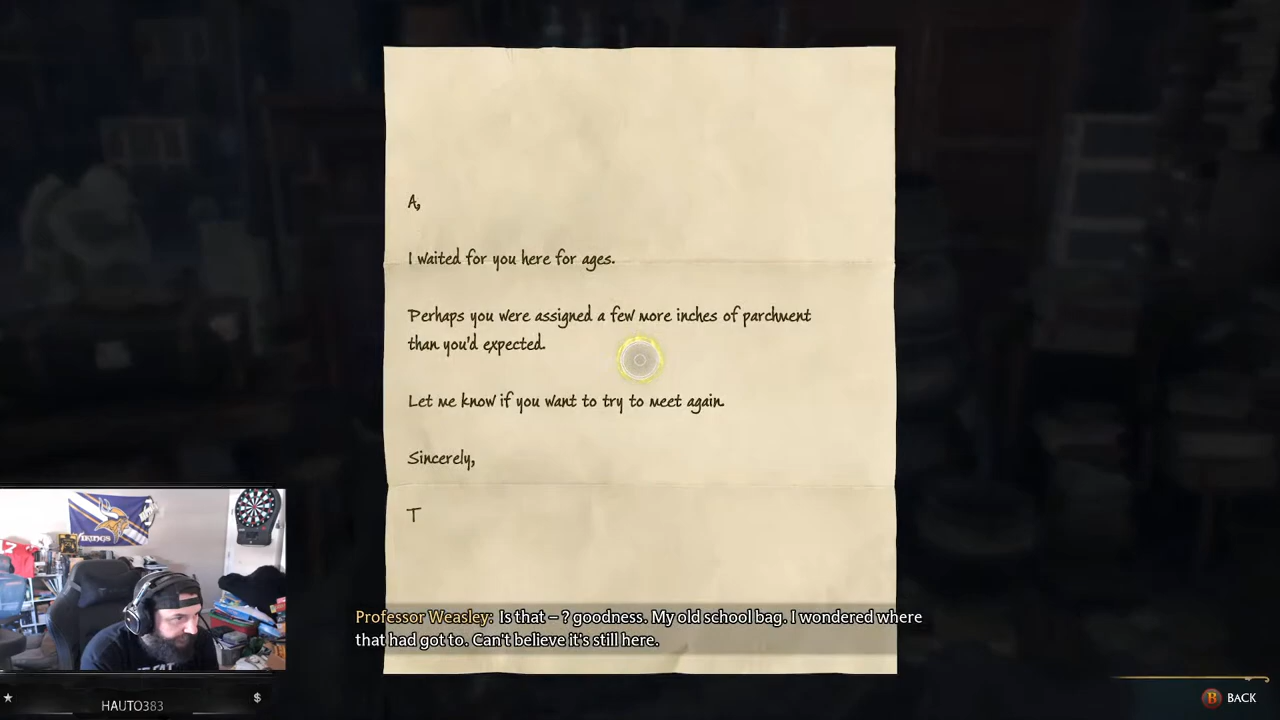 A,
I waited for you here for ages.
Perhaps you were assigned a few more inches of parchment
than you'd expected.
Let me know if you want to try to meet again.
Sincerely,
T
Professor Weasley: Is that – ? goodness. My old school bag. I wondered where
that had got to. Can't believe it's still here.
VIKINGS
17
HAUTO383
$
B BACK